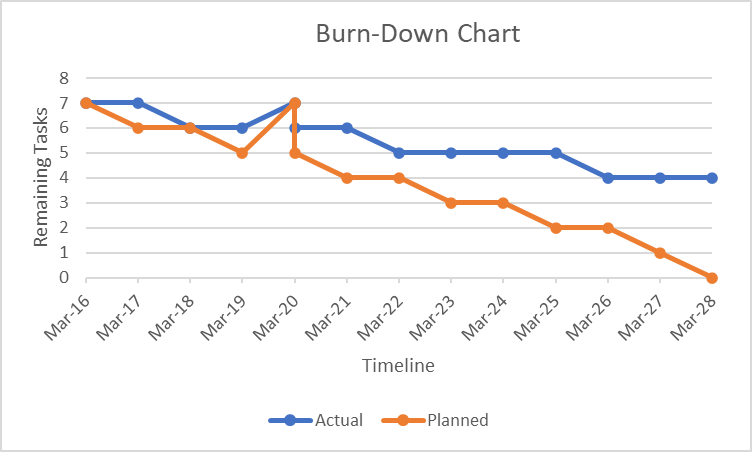 Burn-Down Chart
Remaining Tasks
8
7
6
5
4
3
2
1
0
Mar-16
Mar-17
Mar-18
Mar-19
Mar-20
Mar-21
Mar-22
Mar-23
Mar-24
Mar-25
Mar-26
Mar-27
Mar-28
Timeline
Actual
Planned